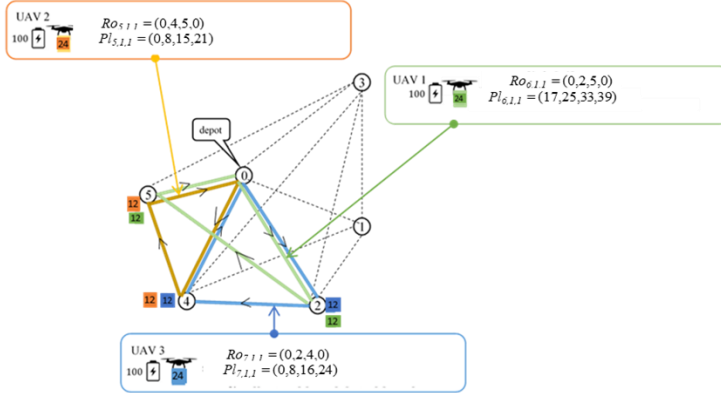 UAV 2
100
24
Ro5,1,1 = (0,4,5,0)
Pl5,1,1 = (0,8,15,21)
UAV 1
100
24
Ro6,1,1 = (0,2,5,0)
Pl6,1,1 = (17,25,33,39)
3
depot
0
5
12
12
1
12
12
4
2
12
12
UAV 3
100
24
Ro7,1,1 = (0,2,4,0)
Pl7,1,1 = (0,8,16,24)